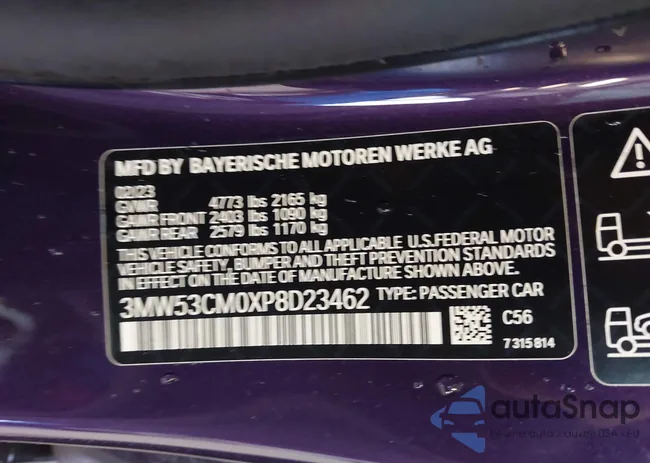 MFD BY BAYERISCHE MOTOREN WERKE AG
02/23
GVWR 4773 lbs 2165 kg
GAWR FRONT 2403 lbs 1090 kg
GAWR REAR 2579 lbs 1170 kg
THIS VEHICLE CONFORMS TO ALL APPLICABLE U.S.FEDERAL MOTOR
VEHICLE SAFETY, BUMPER AND THEFT PREVENTION STANDARDS
IN EFFECT ON THE DATE OF MANUFACTURE SHOWN ABOVE.
3MW53CM0XP8D23462 TYPE: PASSENGER CAR
C56
7315814
autoSnap